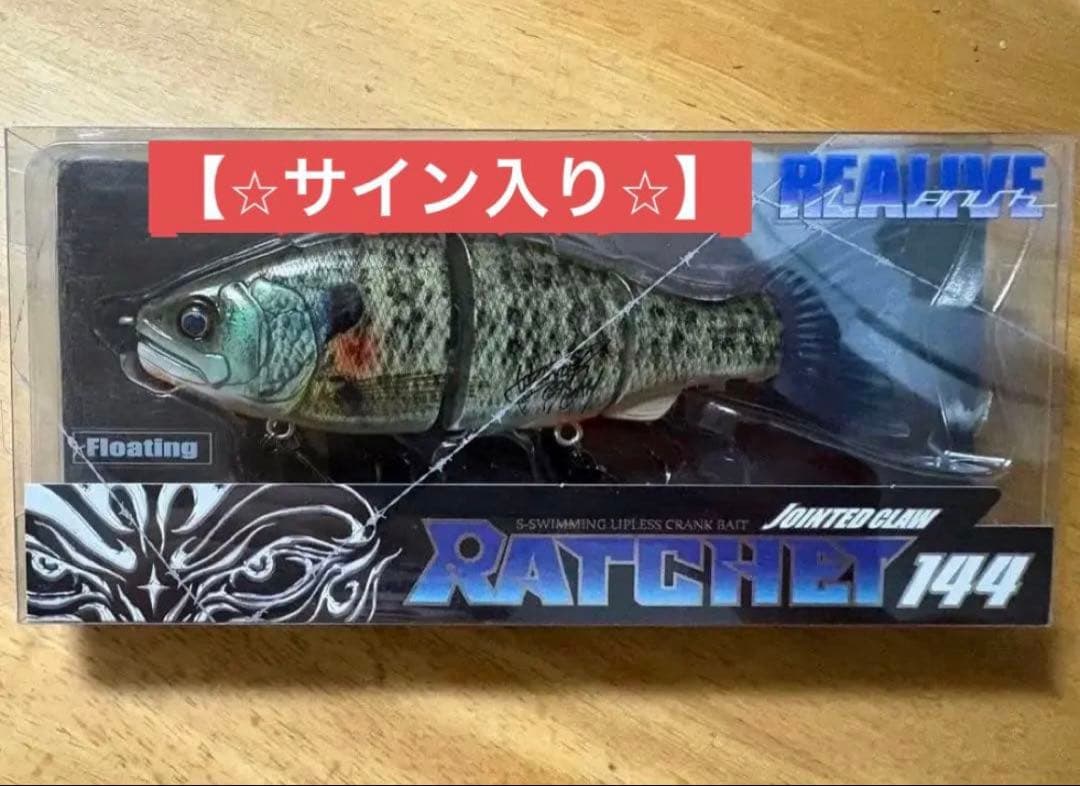 【☆サイン入り☆】
REALIVE
Floating
S-SWIMMING LIPLESS CRANK BAIT
JOINTED CLAW
RATCHET
144